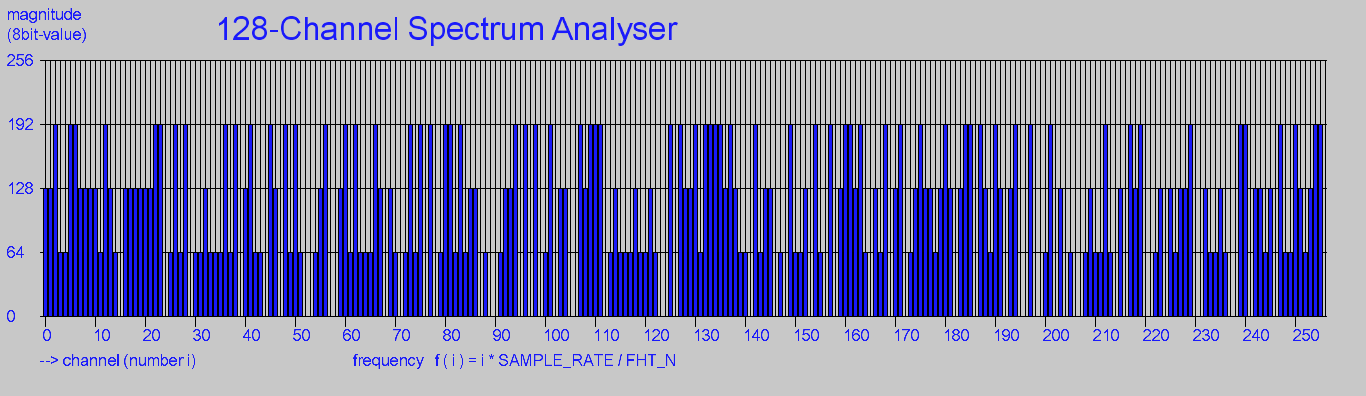 magnitude
(8bit-value)
128-Channel Spectrum Analyser
256
192
128
64
0
0 10 20 30 40 50 60 70 80 90 100 110 120 130 140 150 160 170 180 190 200 210 220 230 240 250
--> channel (number i)
frequency f ( i ) = i * SAMPLE_RATE / FHT_N